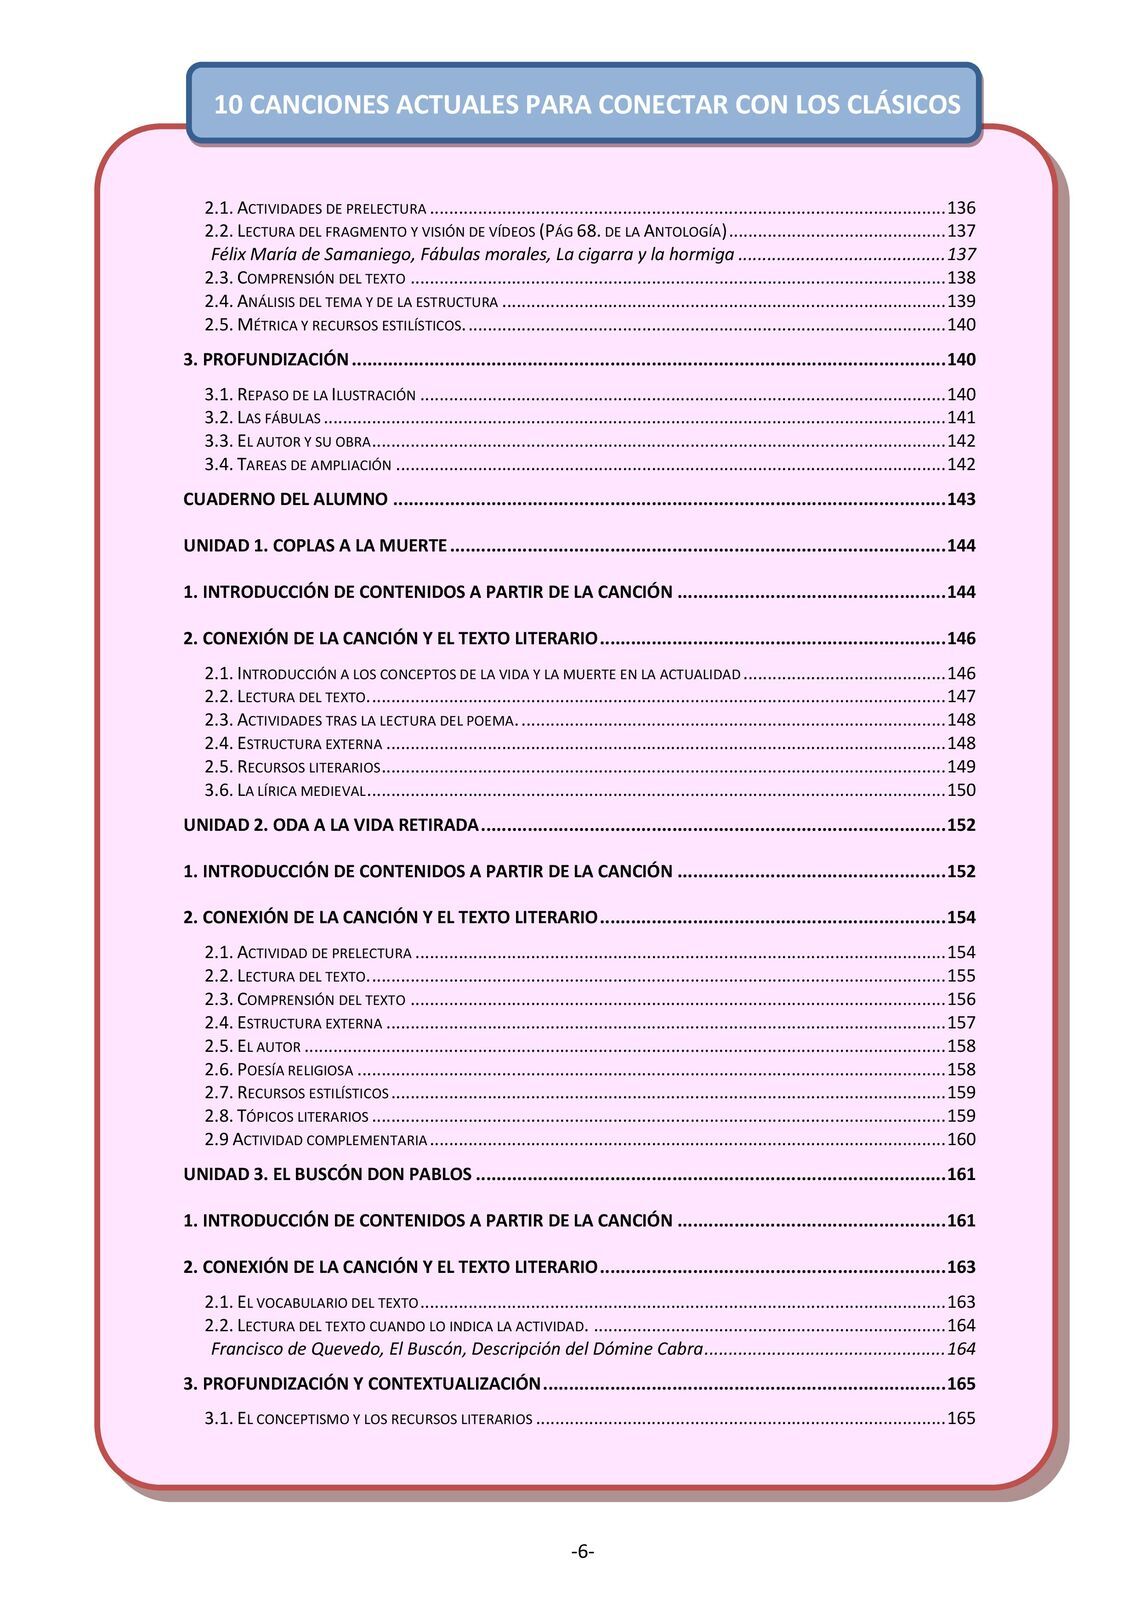 10 CANCIONES ACTUALES PARA CONECTAR CON LOS CLÁSICOS
2.1. ACTIVIDADES DE PRELECTURA ........ 136
2.2. LECTURA DEL FRAGMENTO Y VISIÓN DE VÍDEOS (PÁG 68. DE LA ANTOLOGÍA) ........ 137
Félix María de Samaniego, Fábulas morales, La cigarra y la hormiga ........ 137
2.3. COMPRENSIÓN DEL TEXTO ........ 138
2.4. ANÁLISIS DEL TEMA Y DE LA ESTRUCTURA ........ 139
2.5. MÉTRICA Y RECURSOS ESTILÍSTICOS. ........ 140
3. PROFUNDIZACIÓN ........ 140
3.1. REPASO DE LA ILUSTRACIÓN ........ 140
3.2. LAS FÁBULAS ........ 141
3.3. EL AUTOR Y SU OBRA ........ 142
3.4. TAREAS DE AMPLIACIÓN ........ 142
CUADERNO DEL ALUMNO ........ 143
UNIDAD 1. COPLAS A LA MUERTE ........ 144
1. INTRODUCCIÓN DE CONTENIDOS A PARTIR DE LA CANCIÓN ........ 144
2. CONEXIÓN DE LA CANCIÓN Y EL TEXTO LITERARIO ........ 146
2.1. INTRODUCCIÓN A LOS CONCEPTOS DE LA VIDA Y LA MUERTE EN LA ACTUALIDAD ........ 146
2.2. LECTURA DEL TEXTO. ........ 147
2.3. ACTIVIDADES TRAS LA LECTURA DEL POEMA. ........ 148
2.4. ESTRUCTURA EXTERNA ........ 148
2.5. RECURSOS LITERARIOS ........ 149
3.6. LA LÍRICA MEDIEVAL ........ 150
UNIDAD 2. ODA A LA VIDA RETIRADA ........ 152
1. INTRODUCCIÓN DE CONTENIDOS A PARTIR DE LA CANCIÓN ........ 152
2. CONEXIÓN DE LA CANCIÓN Y EL TEXTO LITERARIO ........ 154
2.1. ACTIVIDAD DE PRELECTURA ........ 154
2.2. LECTURA DEL TEXTO. ........ 155
2.3. COMPRENSIÓN DEL TEXTO ........ 156
2.4. ESTRUCTURA EXTERNA ........ 157
2.5. EL AUTOR ........ 158
2.6. POESÍA RELIGIOSA ........ 158
2.7. RECURSOS ESTILÍSTICOS ........ 159
2.8. TÓPICOS LITERARIOS ........ 159
2.9 ACTIVIDAD COMPLEMENTARIA ........ 160
UNIDAD 3. EL BUSCÓN DON PABLOS ........ 161
1. INTRODUCCIÓN DE CONTENIDOS A PARTIR DE LA CANCIÓN ........ 161
2. CONEXIÓN DE LA CANCIÓN Y EL TEXTO LITERARIO ........ 163
2.1. EL VOCABULARIO DEL TEXTO ........ 163
2.2. LECTURA DEL TEXTO CUANDO LO INDICA LA ACTIVIDAD. ........ 164
Francisco de Quevedo, El Buscón, Descripción del Dómine Cabra ........ 164
3. PROFUNDIZACIÓN Y CONTEXTUALIZACIÓN ........ 165
3.1. EL CONCEPTISMO Y LOS RECURSOS LITERARIOS ........ 165
-6-